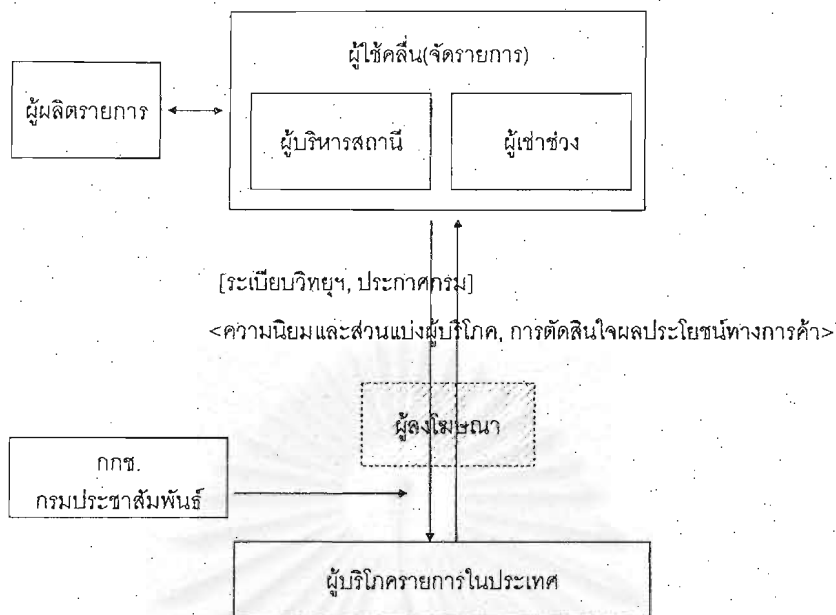 ผู้ใช้คลื่น(จัดรายการ)
ผู้ผลิตรายการ
ผู้บริหารสถานี
ผู้เช่าช่วง
[ระเบียบวิทยุฯ, ประกาศกรม]
<ความนิยมและส่วนแบ่งผู้บริโภค, การตัดสินใจผลประโยชน์ทางการค้า>
ผู้ลงโฆษณา
กกช.
กรมประชาสัมพันธ์
ผู้บริโภครายการในประเทศ